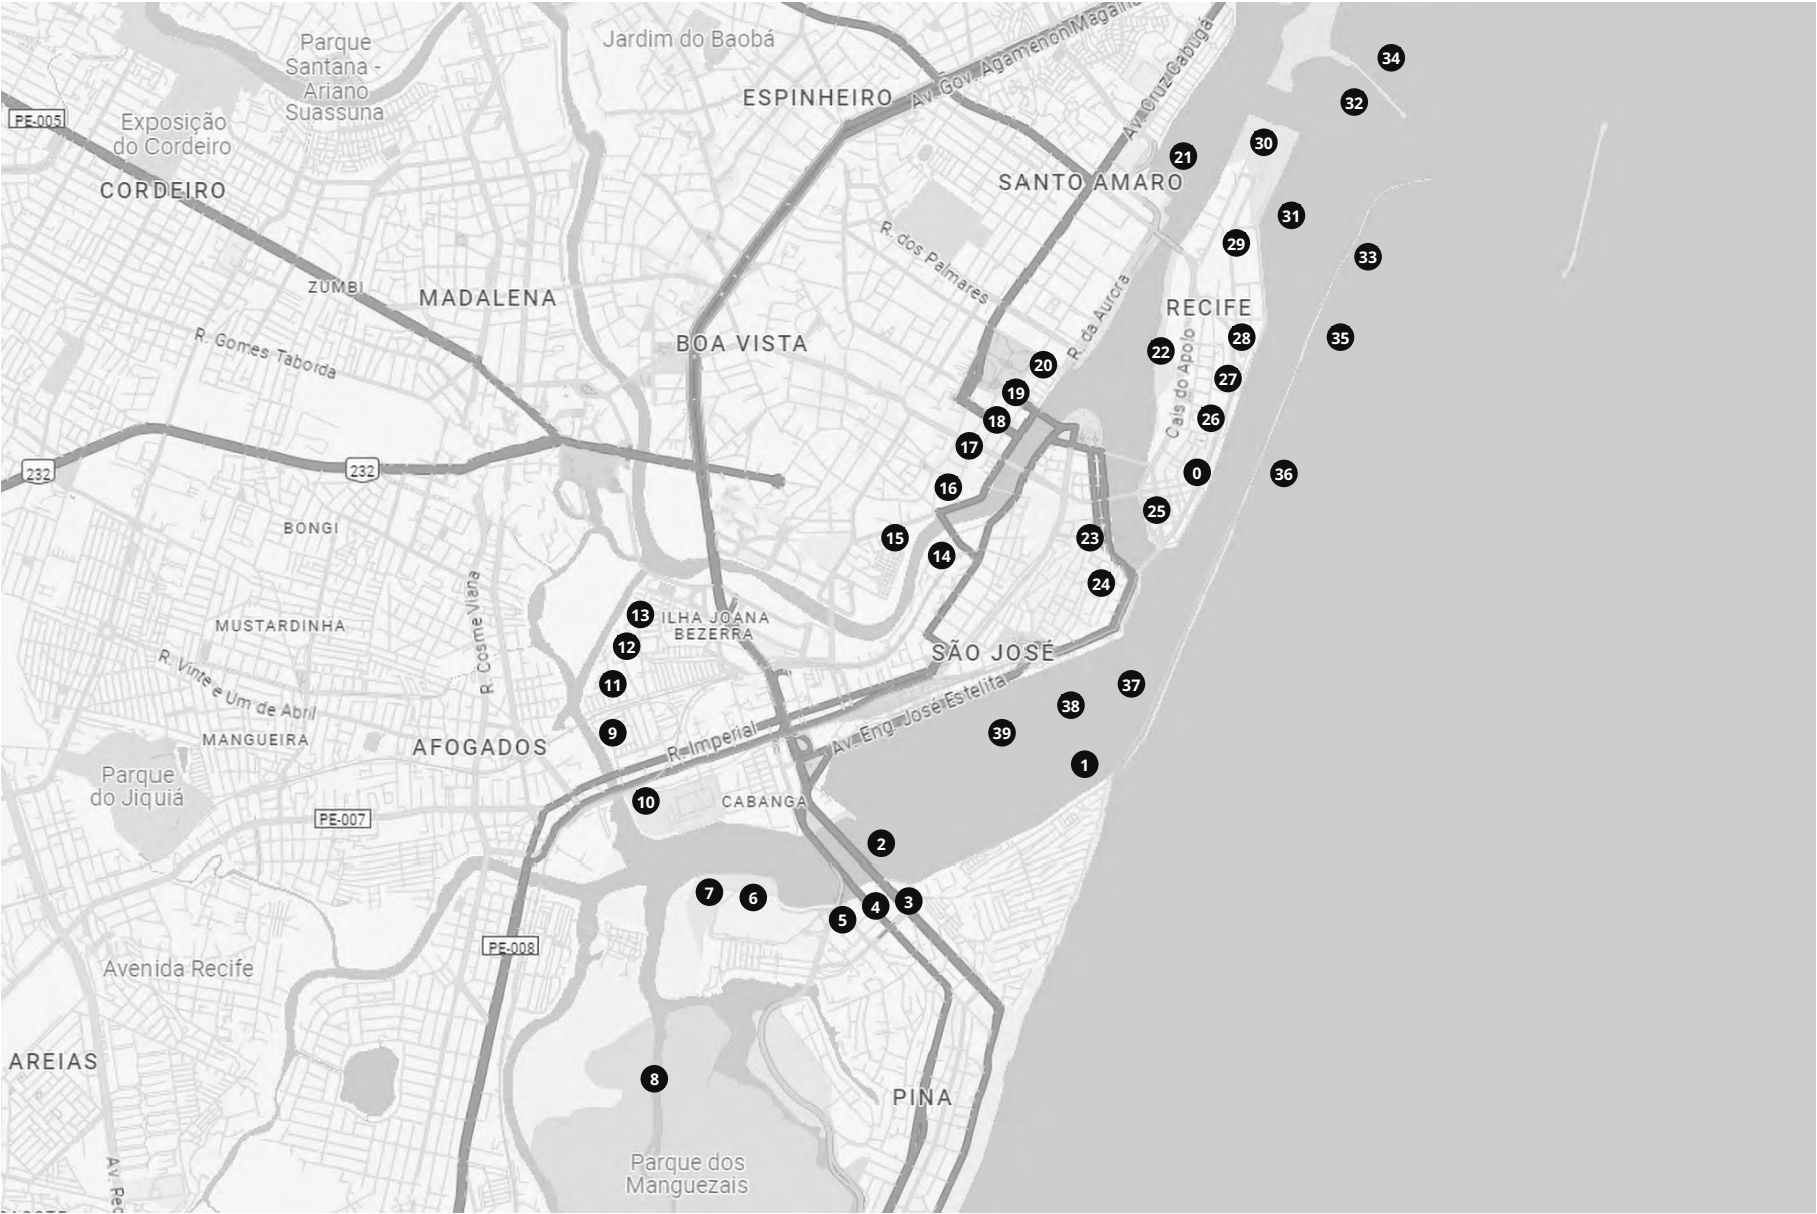 Parque
Santana -
Ariano
Suassuna
Jardim do Baobá
34
Av. Gov. Agamenon Magalhã
Av. Cruz Cabugá
ESPINHEIRO
32
PE-005
Exposição
do Cordeiro
30
21
SANTO AMARO
CORDEIRO
31
R. dos Palmares
29
33
ZUMBI
MADALENA
R. da Aurora
RECIFE
R. Gomes Taborda
BOA VISTA
28
35
22
20
Cais do Apolo
27
19
18
26
17
232
232
0
36
16
25
BONGI
15
23
14
24
R. Cosme Viana
13
ILHA JOANA
BEZERRA
MUSTARDINHA
12
SÃO JOSÉ
R. Vinte e Um de Abril
11
37
Av. Eng. José Estelita
38
9
39
MANGUEIRA
AFOGADOS
R. Imperial
1
Parque
do Jiquiá
10
CABANGA
PE-007
2
7
6
3
4
5
PE-008
Avenida Recife
AREIAS
8
PINA
Parque dos
Manguezais
Av. Rec